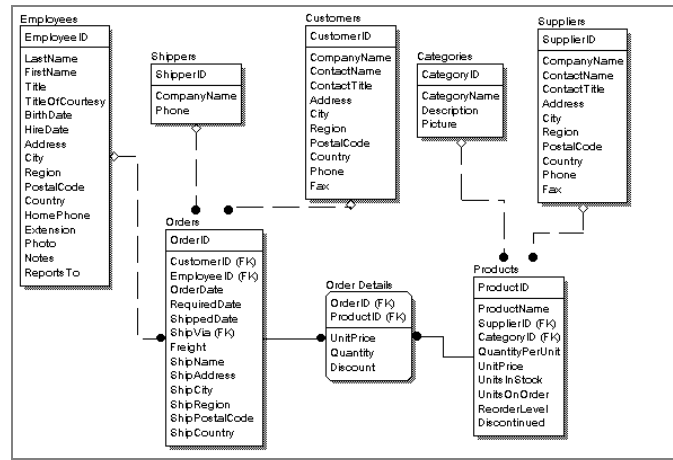 Employees
EmployeeID
LastName
FirstName
Title
TitleOfCourtesy
BirthDate
HireDate
Address
City
Region
PostalCode
Country
HomePhone
Extension
Photo
Notes
ReportsTo
Shippers
ShipperID
CompanyName
Phone
Customers
CustomerID
CompanyName
ContactName
ContactTitle
Address
City
Region
PostalCode
Country
Phone
Fax
Categories
CategoryID
CategoryName
Description
Picture
Suppliers
SupplierID
CompanyName
ContactName
ContactTitle
Address
City
Region
PostalCode
Country
Phone
Fax
Orders
OrderID
CustomerID (FK)
EmployeeID (FK)
OrderDate
RequiredDate
ShippedDate
ShipVia (FK)
Freight
ShipName
ShipAddress
ShipCity
ShipRegion
ShipPostalCode
ShipCountry
Order Details
OrderID (FK)
ProductID (FK)
UnitPrice
Quantity
Discount
Products
ProductID
ProductName
SupplierID (FK)
CategoryID (FK)
QuantityPerUnit
UnitPrice
UnitsInStock
UnitsOnOrder
ReorderLevel
Discontinued